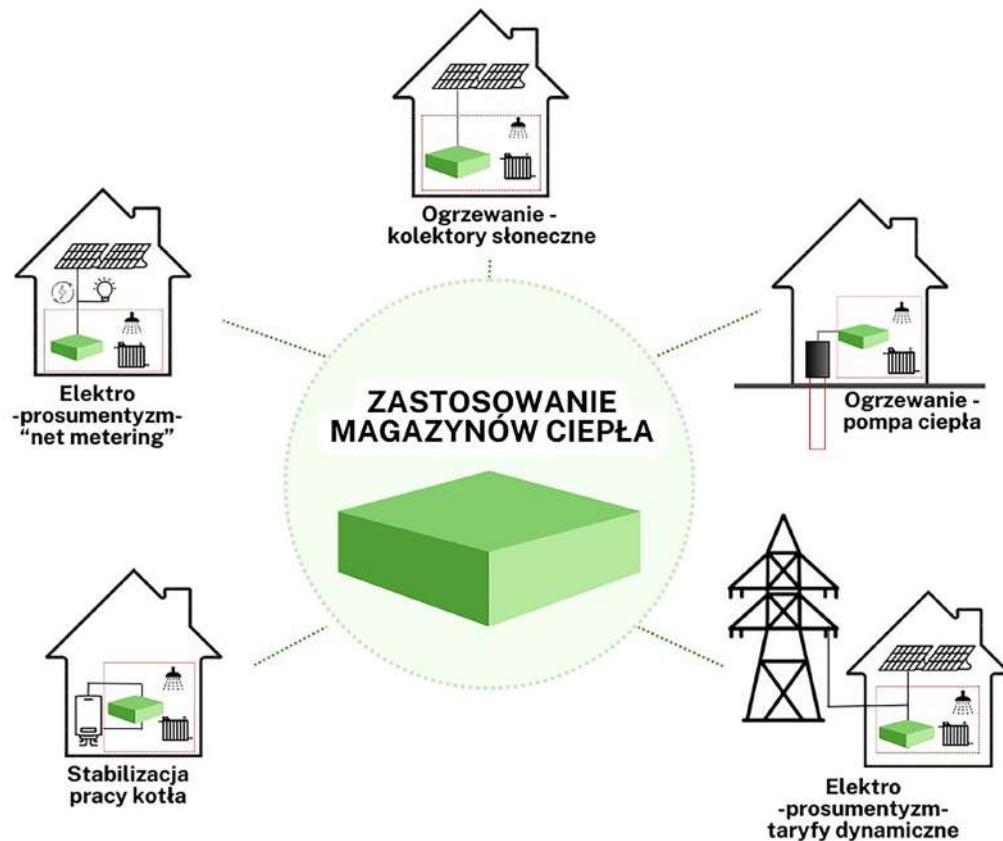 Ogrzewanie -
kolektory słoneczne
Elektro
-prosumentyzm-
“net metering”
ZASTOSOWANIE
MAGAZYNÓW CIEPŁA
Ogrzewanie -
pompa ciepła
Stabilizacja
pracy kotła
Elektro
-prosumentyzm-
taryfy dynamiczne